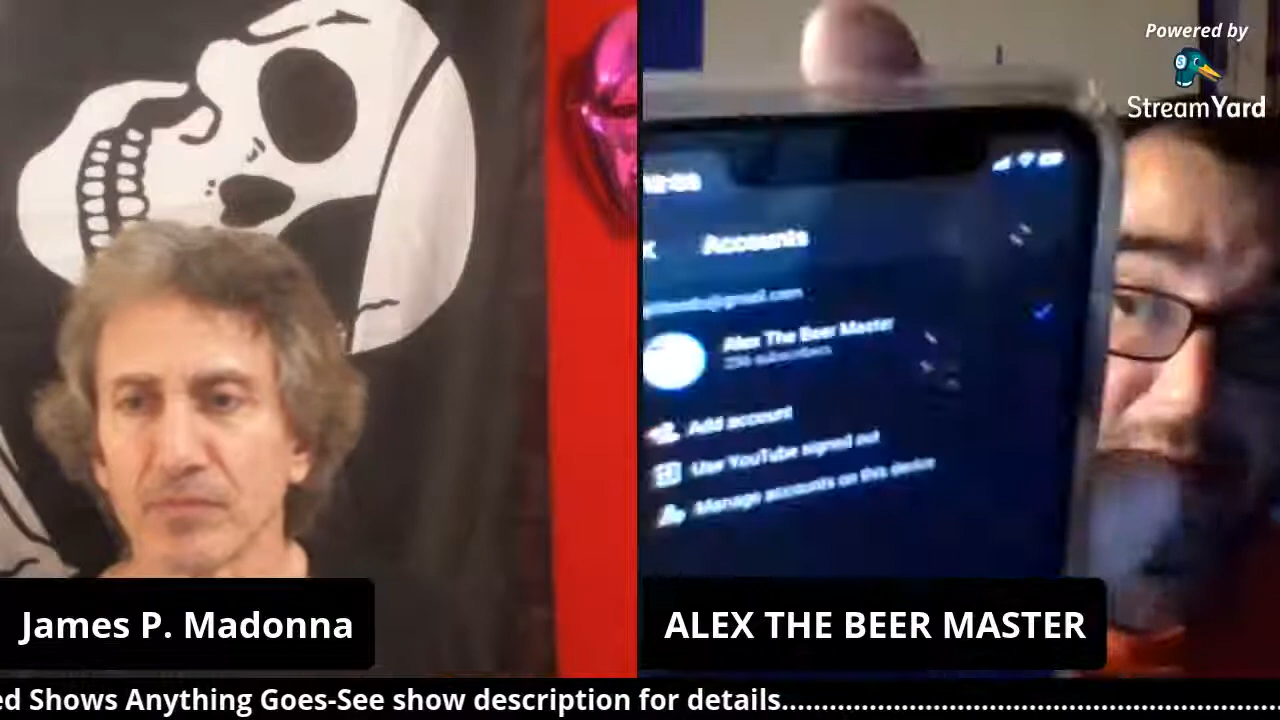 Powered by
StreamYard
Accounts
@gmail.com
Alex The Beer Master
subscribers
Add account
Use YouTube signed out
Manage accounts on this device
James P. Madonna
ALEX THE BEER MASTER
ed Shows Anything Goes-See show description for details.............................................................